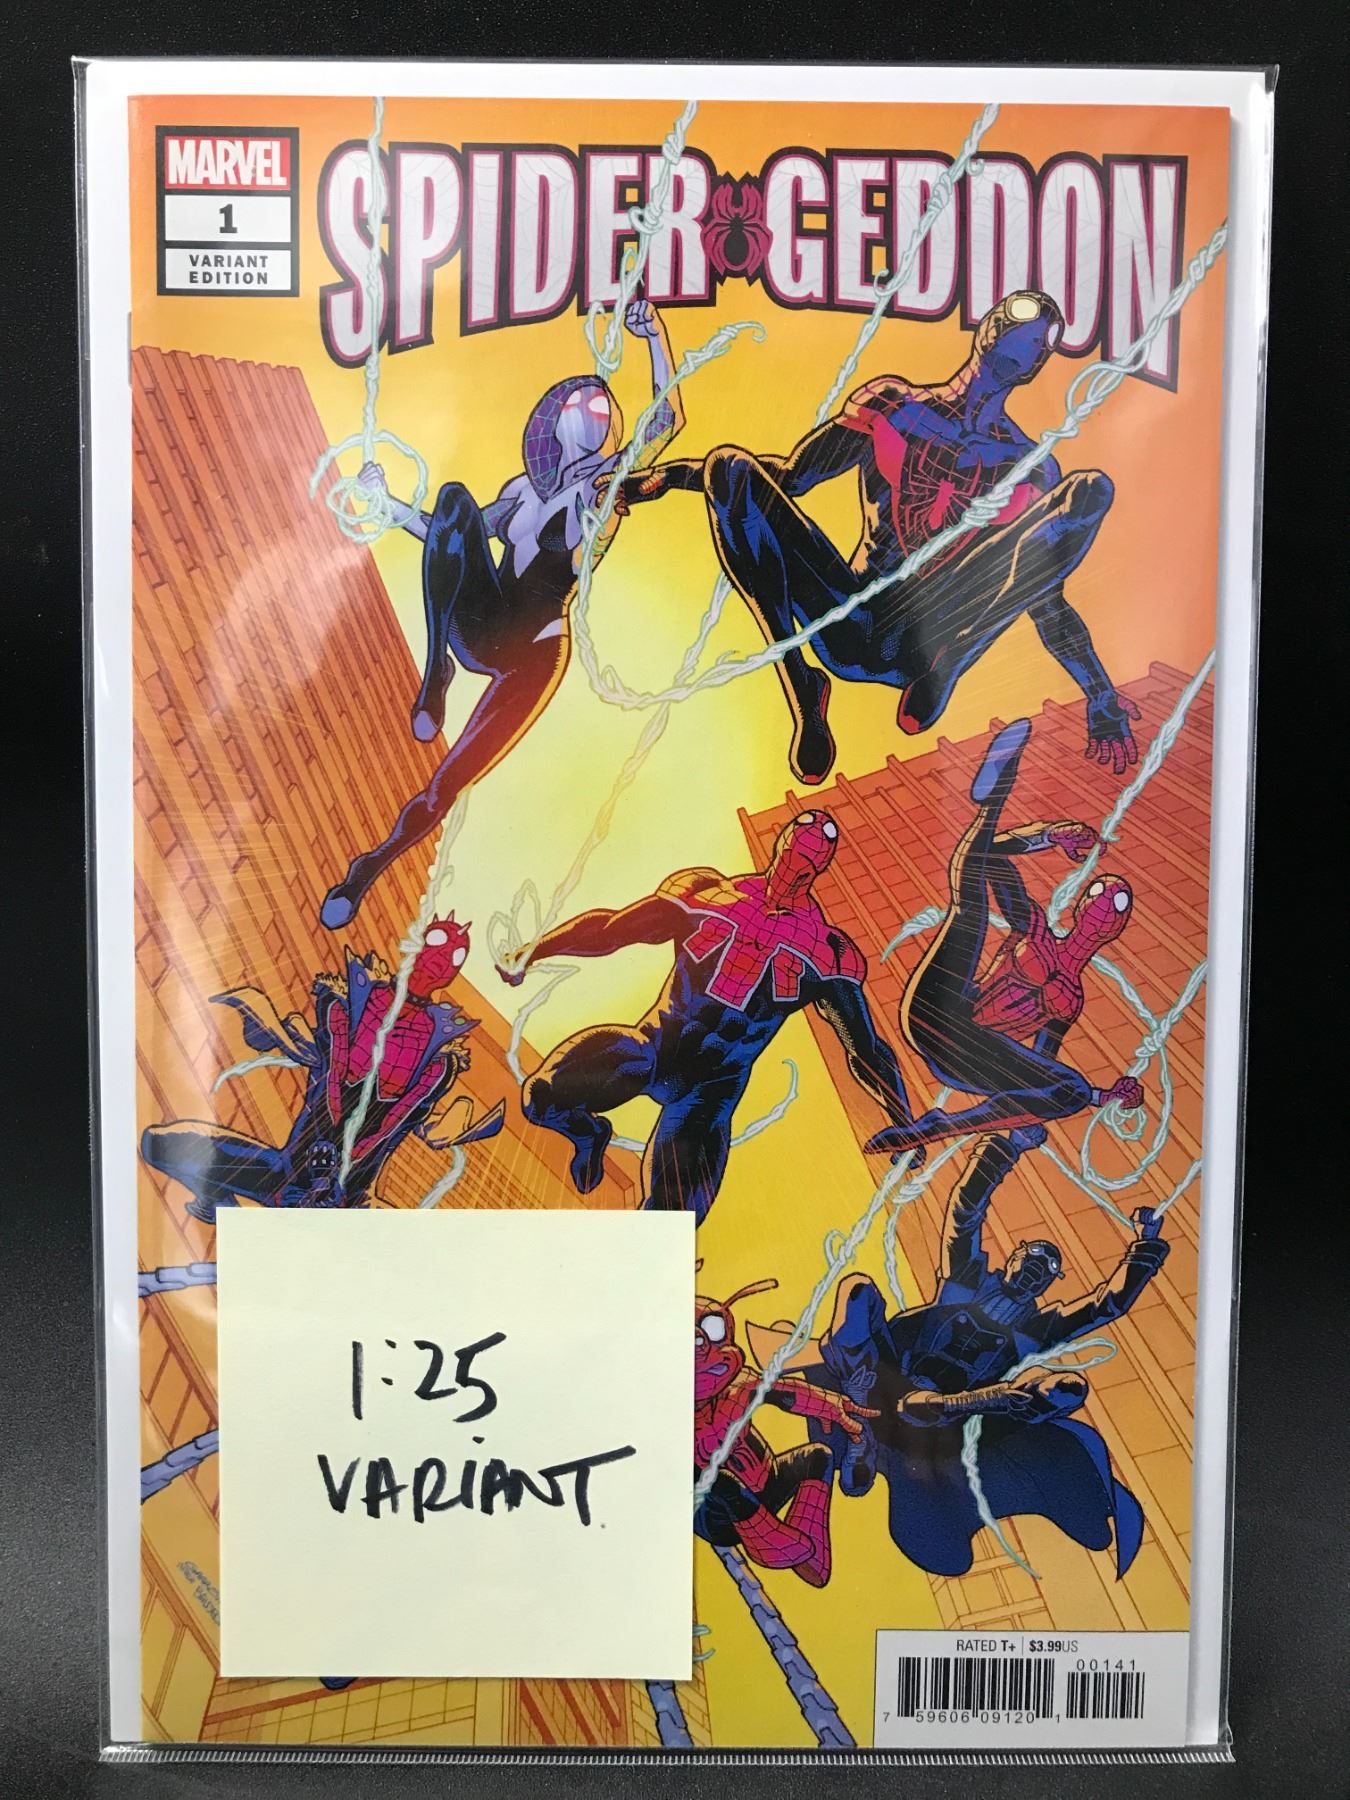 MARVEL
1
VARIANT
EDITION
SPIDER-GEDDON
1:25
VARIANT
RATED T+ | $3.99US
00141
7 59606 09120 1